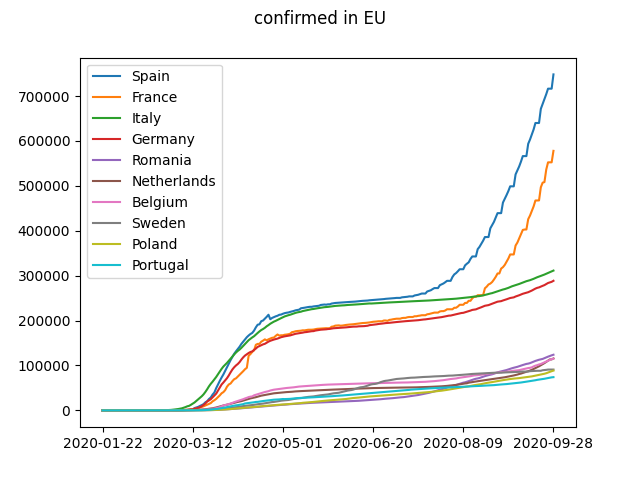 confirmed in EU
Spain
France
Italy
Germany
Romania
Netherlands
Belgium
Sweden
Poland
Portugal
700000
600000
500000
400000
300000
200000
100000
0
2020-01-22 2020-03-12 2020-05-01 2020-06-20 2020-08-09 2020-09-28